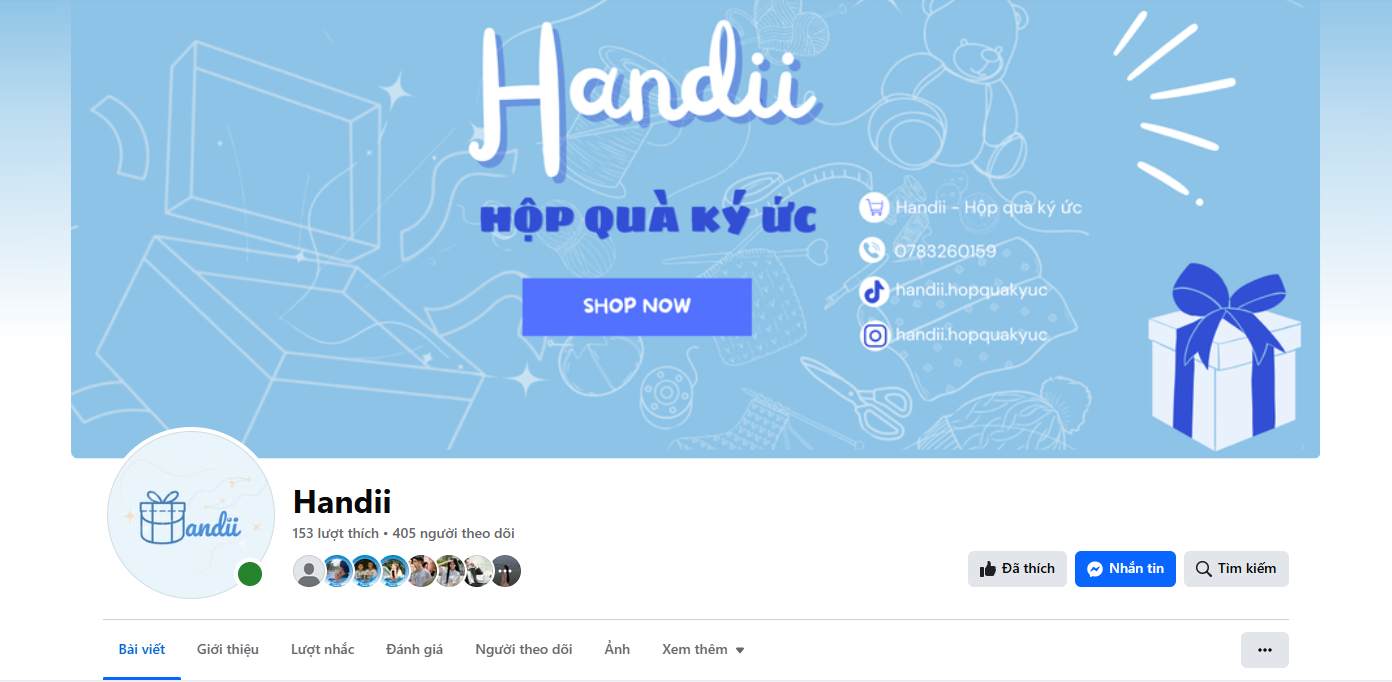 Handii
HỘP QUÀ KÝ ỨC
SHOP NOW
Handii - Hộp quà ký ức
0783260159
handii.hopquakyuc
handii.hopquakyuc
andii
Handii
153 lượt thích • 405 người theo dõi
Đã thích
Nhắn tin
Tìm kiếm
Bài viết
Giới thiệu
Lượt nhắc
Đánh giá
Người theo dõi
Ảnh
Xem thêm